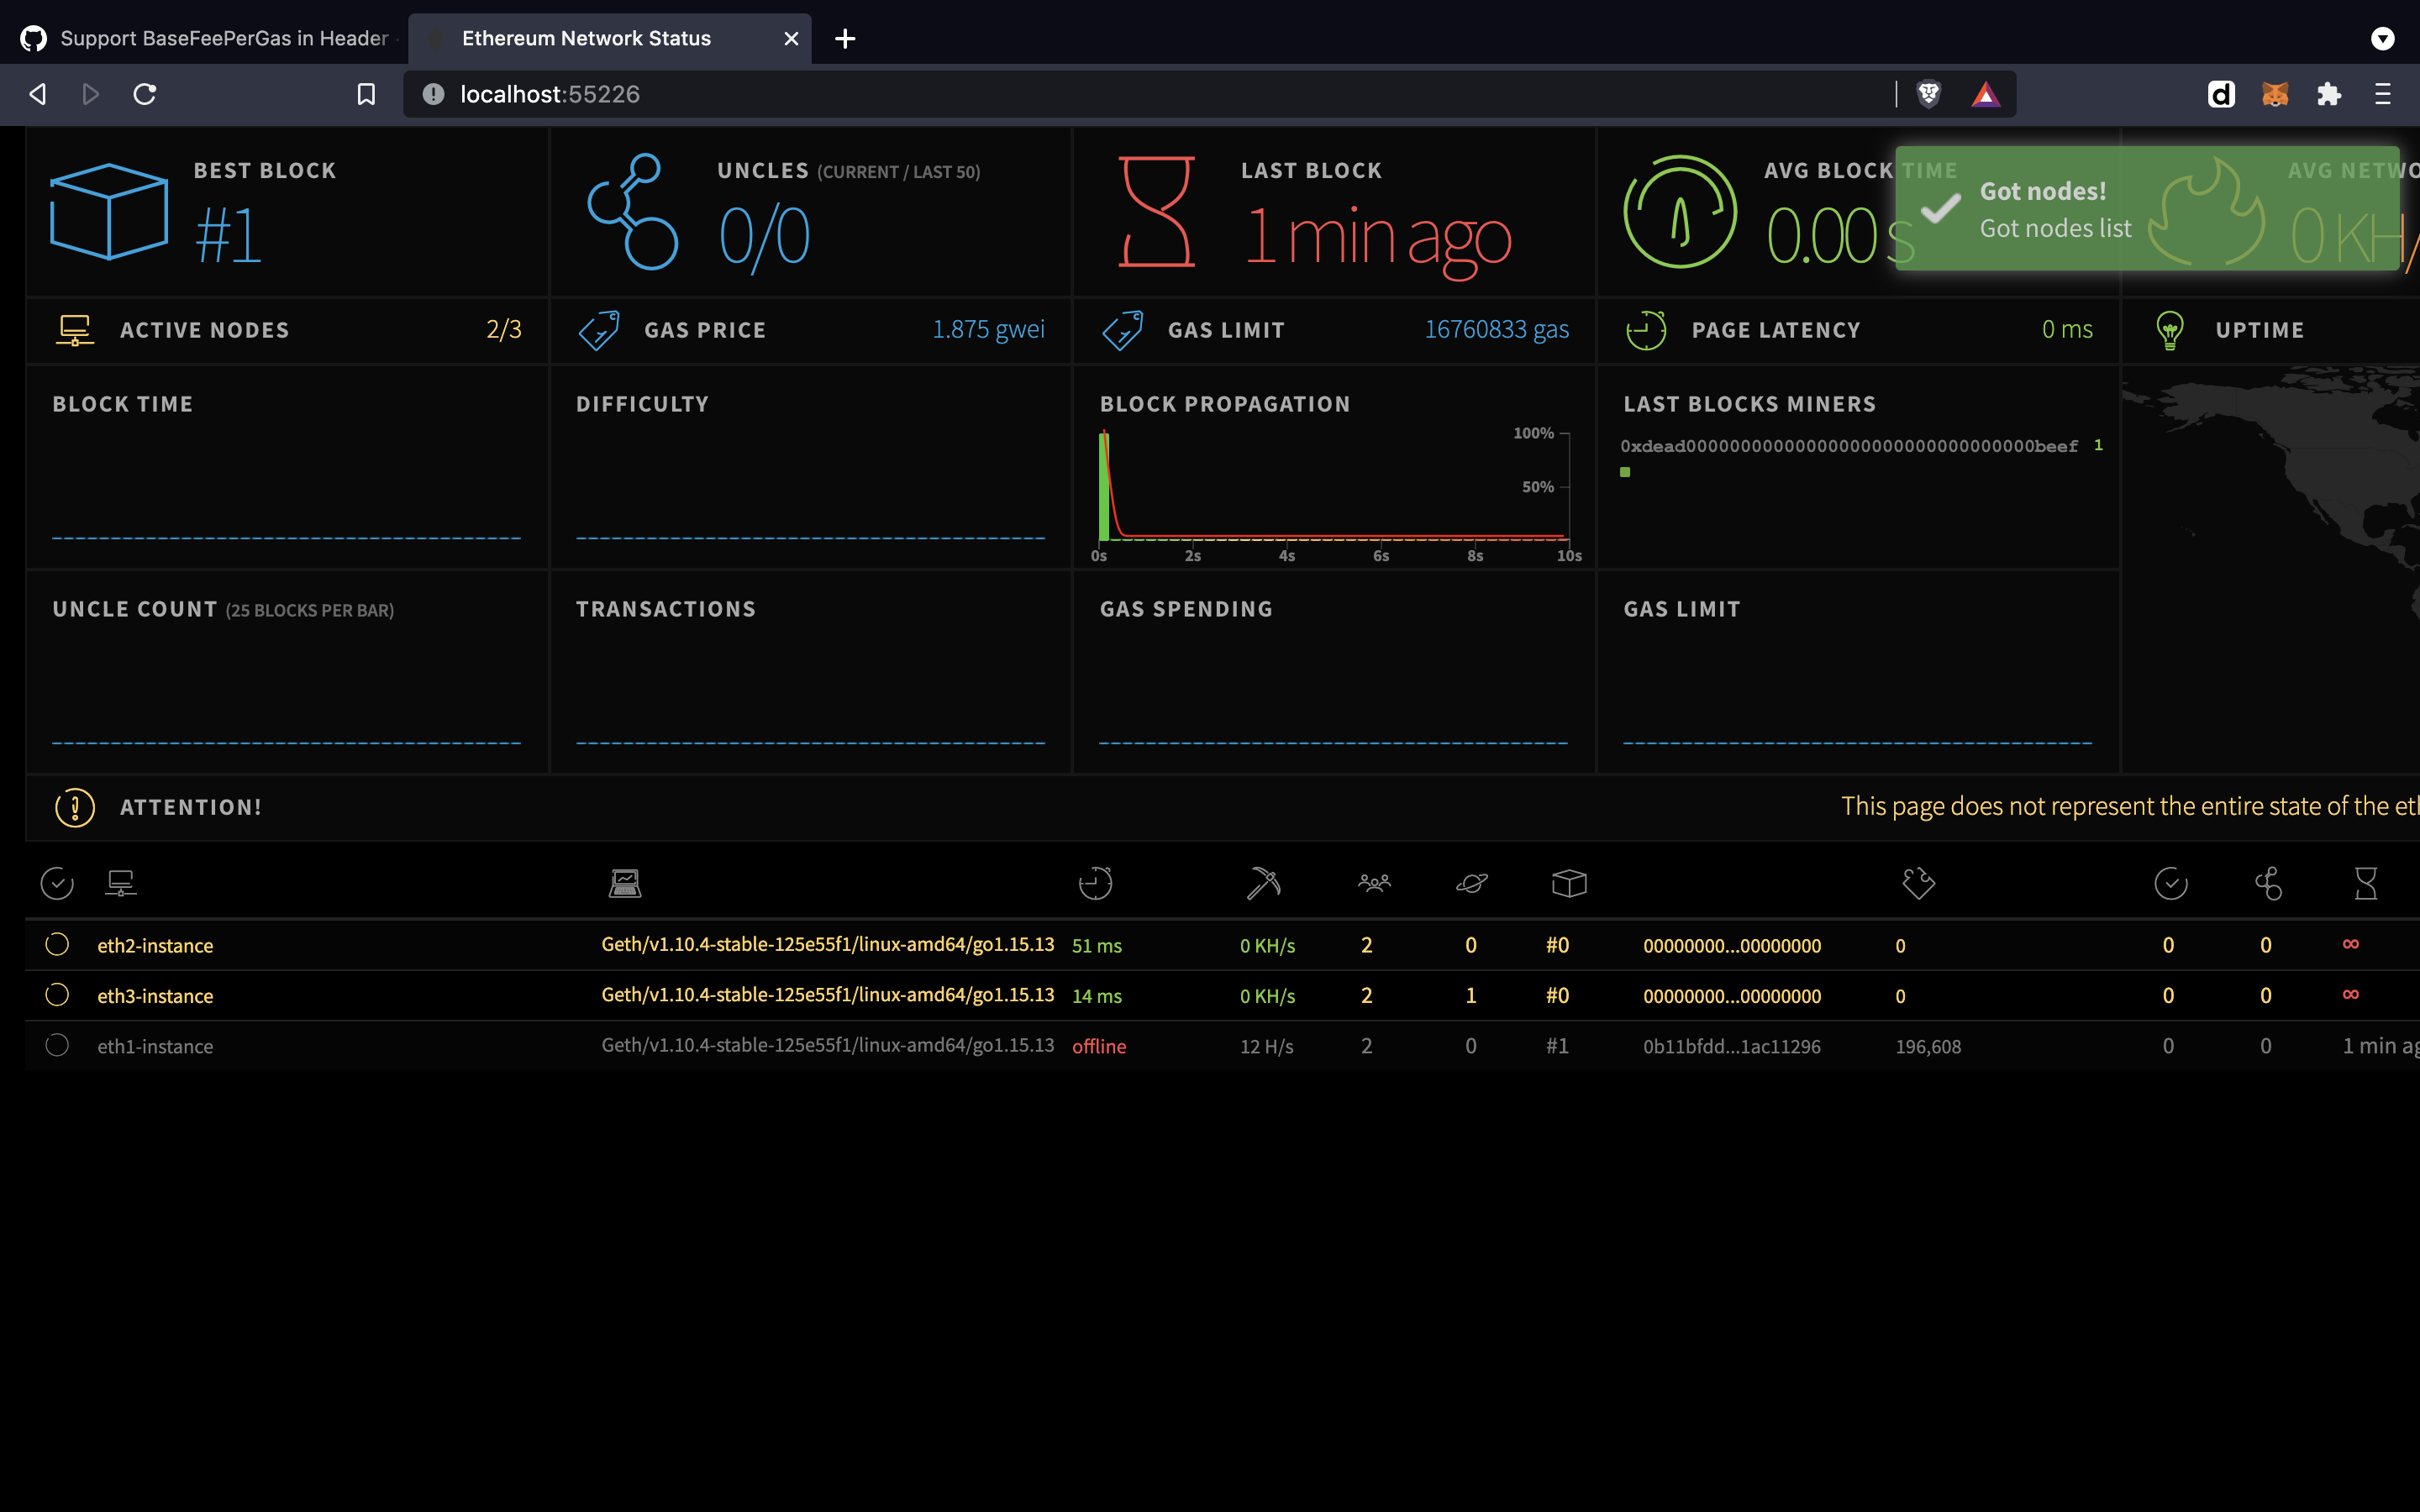 Support BaseFeePerGas in Header
Ethereum Network Status
localhost:55226
BEST BLOCK
#1
UNCLES (CURRENT / LAST 50)
0/0
LAST BLOCK
1 min ago
AVG BLOCK TIME
0.00 s
AVG NETWO
0 KH/
Got nodes!
Got nodes list
ACTIVE NODES 2/3
GAS PRICE 1.875 gwei
GAS LIMIT 16760833 gas
PAGE LATENCY 0 ms
UPTIME
BLOCK TIME
DIFFICULTY
BLOCK PROPAGATION
100%
50%
0s 2s 4s 6s 8s 10s
LAST BLOCKS MINERS
0xdead00000000000000000000000000000000beef 1
UNCLE COUNT (25 BLOCKS PER BAR)
TRANSACTIONS
GAS SPENDING
GAS LIMIT
ATTENTION!
This page does not represent the entire state of the eth
eth2-instance Geth/v1.10.4-stable-125e55f1/linux-amd64/go1.15.13 51 ms 0 KH/s 2 0 #0 00000000...00000000 0 0 0 ∞
eth3-instance Geth/v1.10.4-stable-125e55f1/linux-amd64/go1.15.13 14 ms 0 KH/s 2 1 #0 00000000...00000000 0 0 0 ∞
eth1-instance Geth/v1.10.4-stable-125e55f1/linux-amd64/go1.15.13 offline 12 H/s 2 0 #1 0b11bfdd...1ac11296 196,608 0 0 1 min ag